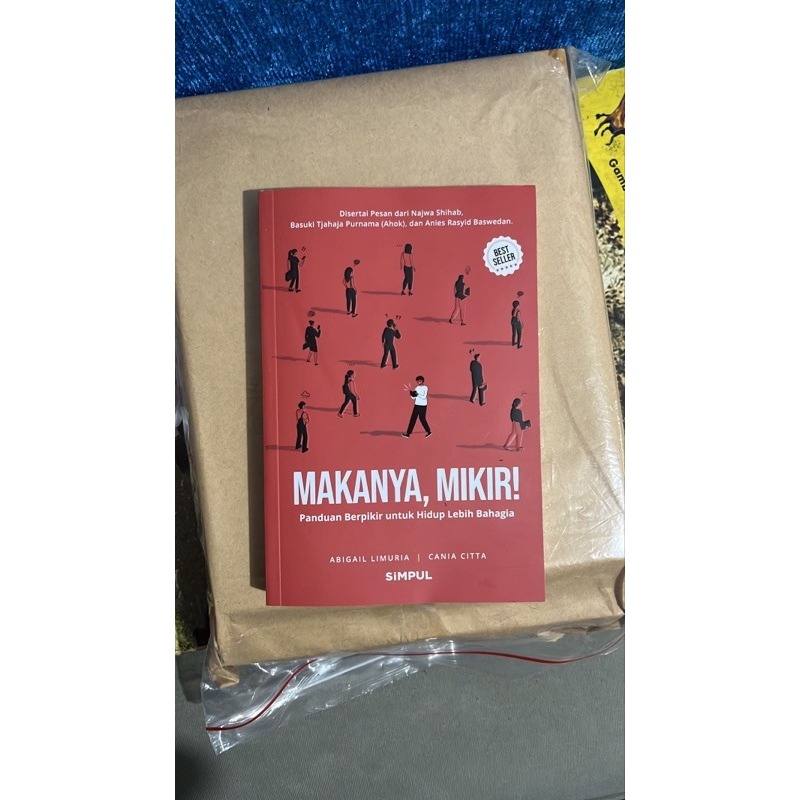 Disertai Pesan dari Najwa Shihab,
Basuki Tjahaja Purnama (Ahok), dan Anies Rasyid Baswedan.
BEST
SELLER
MAKANYA, MIKIR!
Panduan Berpikir untuk Hidup Lebih Bahagia
ABIGAIL LIMURIA | CANIA CITTA
SiMPUL
Gamb